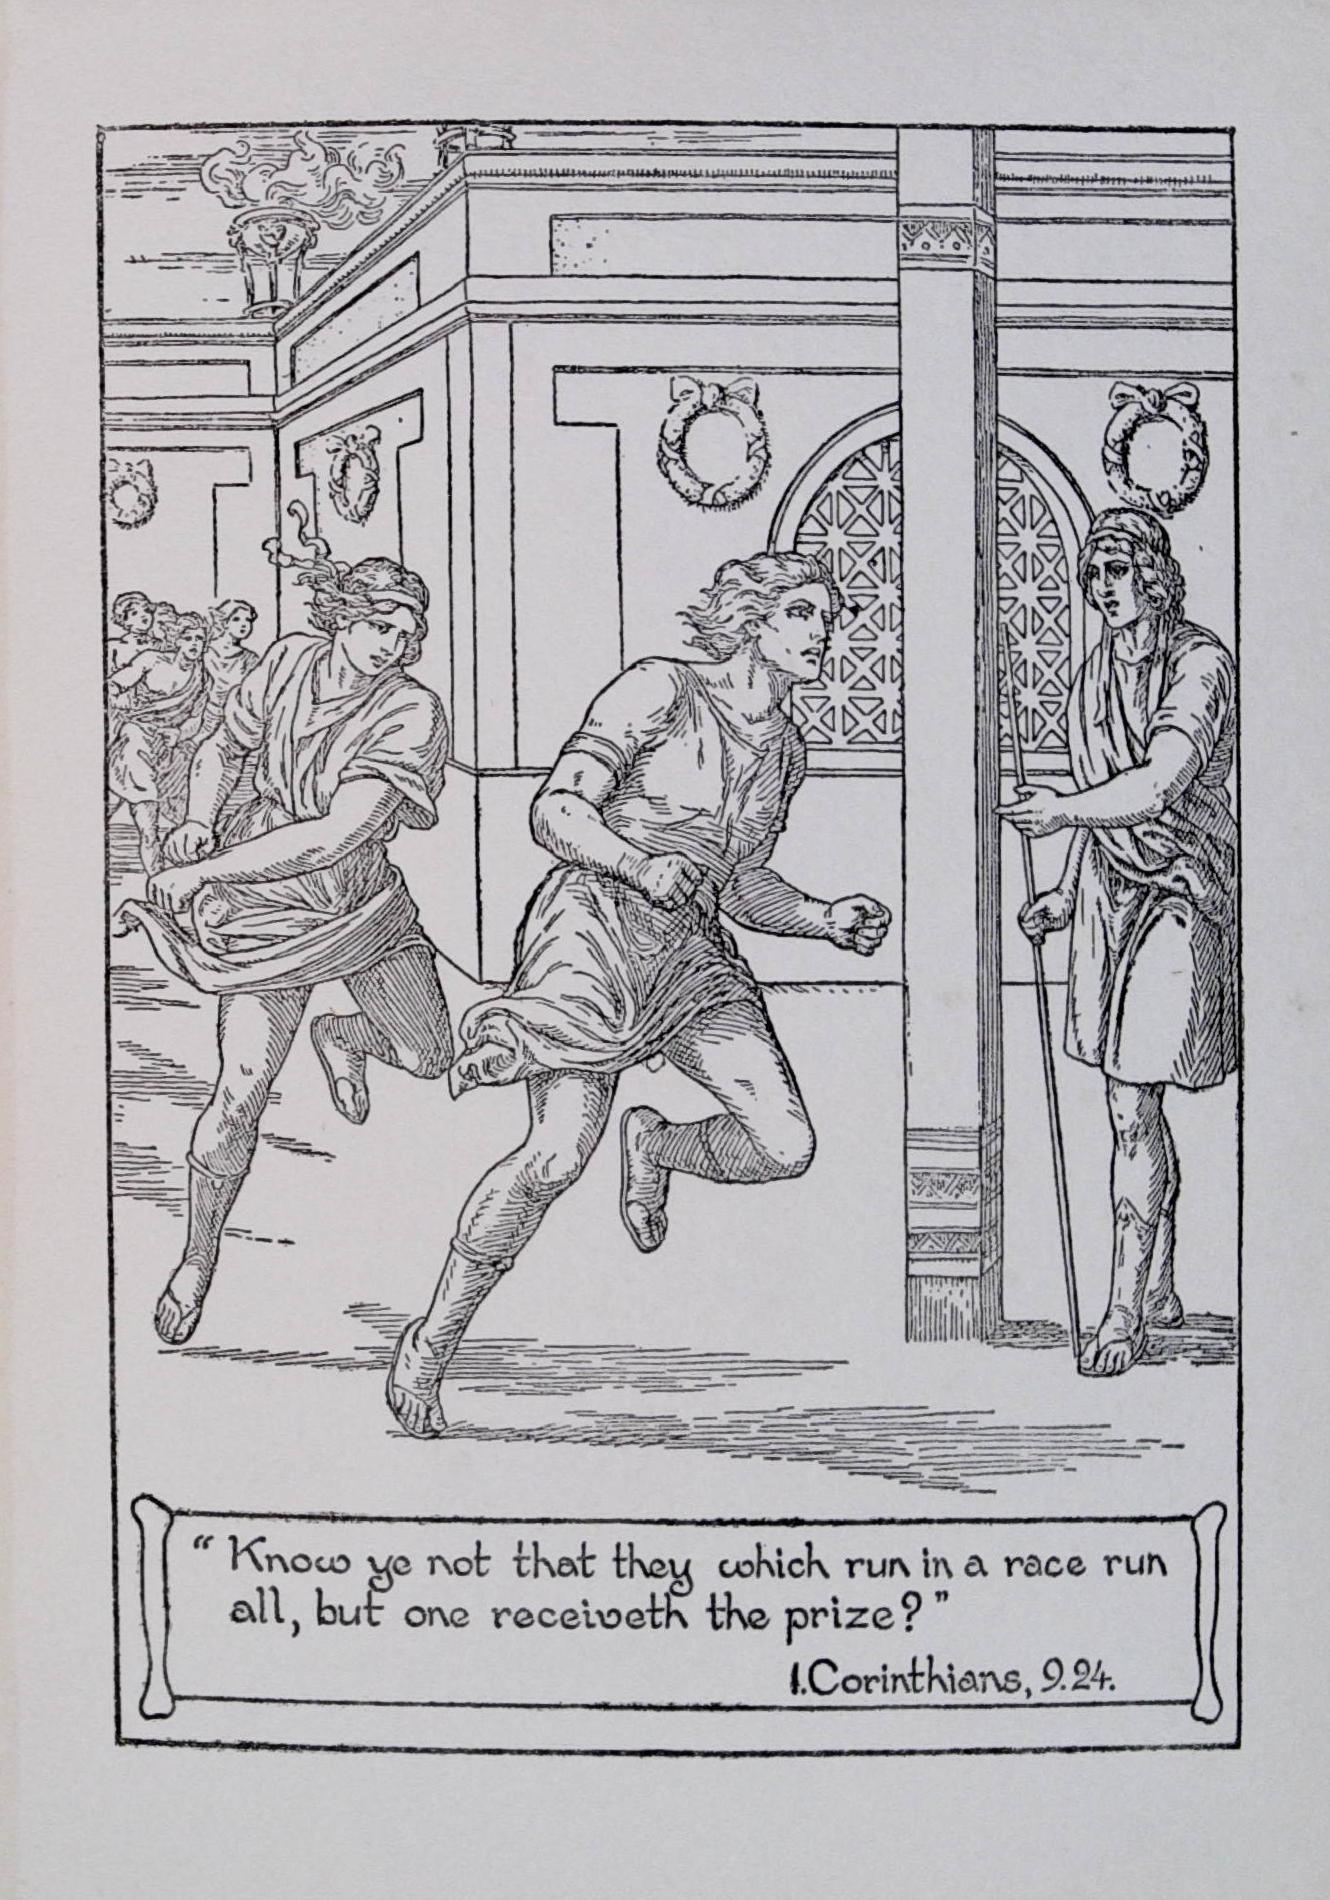 “ Know ye not that they which run in a race run
all, but one receiveth the prize? ”
I. Corinthians, 9.24.